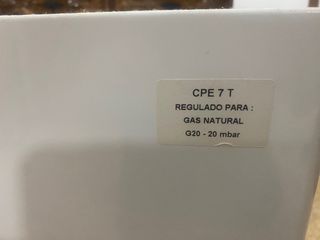 CPE 7 T
REGULADO PARA :
GAS NATURAL
G20 - 20 mbar